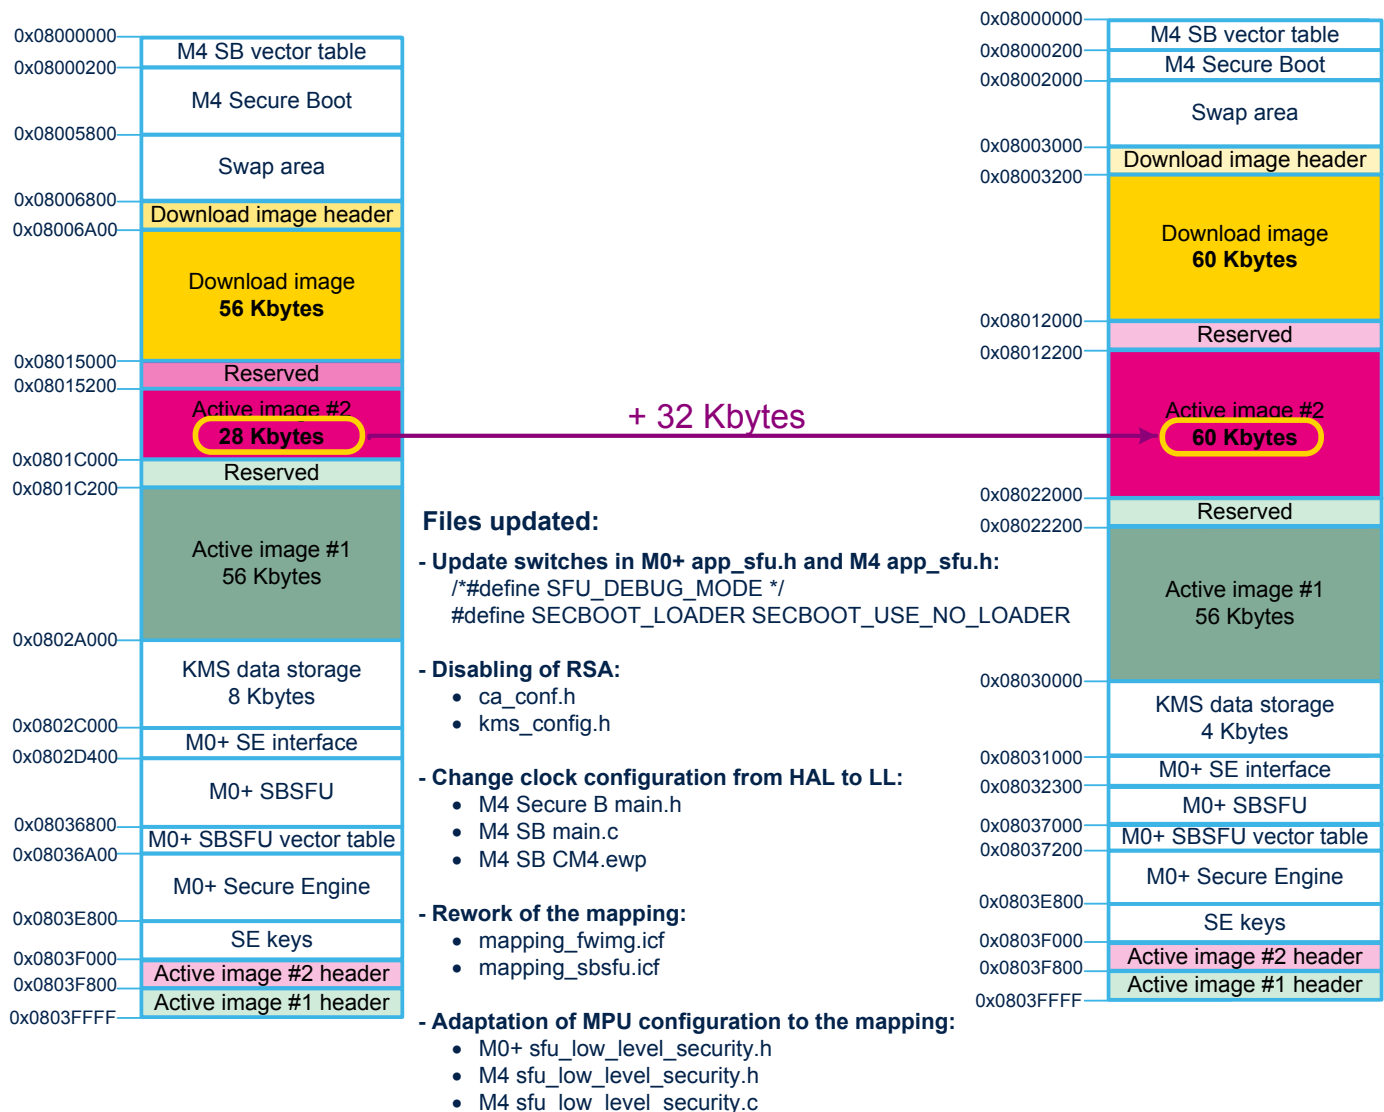 0x08000000
M4 SB vector table
0x08000200
M4 Secure Boot
0x08005800
Swap area
0x08006800
Download image header
0x08006A00
Download image
56 Kbytes
0x08015000
Reserved
0x08015200
Active image #2
28 Kbytes
0x0801C000
Reserved
0x0801C200
Active image #1
56 Kbytes
0x0802A000
KMS data storage
8 Kbytes
0x0802C000
M0+ SE interface
0x0802D400
M0+ SBSFU
0x08036800
M0+ SBSFU vector table
0x08036A00
M0+ Secure Engine
0x0803E800
SE keys
0x0803F000
Active image #2 header
0x0803F800
Active image #1 header
0x0803FFFF
+ 32 Kbytes
Files updated:
- Update switches in M0+ app_sfu.h and M4 app_sfu.h:
/*#define SFU_DEBUG_MODE */
#define SECBOOT_LOADER SECBOOT_USE_NO_LOADER
- Disabling of RSA:
• ca_conf.h
• kms_config.h
- Change clock configuration from HAL to LL:
• M4 Secure B main.h
• M4 SB main.c
• M4 SB CM4.ewp
- Rework of the mapping:
• mapping_fwimg.icf
• mapping_sbsfu.icf
- Adaptation of MPU configuration to the mapping:
• M0+ sfu_low_level_security.h
• M4 sfu_low_level_security.h
• M4 sfu_low_level_security.c
0x08000000
M4 SB vector table
0x08000200
M4 Secure Boot
0x08002000
Swap area
0x08003000
Download image header
0x08003200
Download image
60 Kbytes
0x08012000
Reserved
0x08012200
Active image #2
60 Kbytes
0x08022000
Reserved
0x08022200
Active image #1
56 Kbytes
0x08030000
KMS data storage
4 Kbytes
0x08031000
M0+ SE interface
0x08032300
M0+ SBSFU
0x08037000
M0+ SBSFU vector table
0x08037200
M0+ Secure Engine
0x0803E800
SE keys
0x0803F000
Active image #2 header
0x0803F800
Active image #1 header
0x0803FFFF